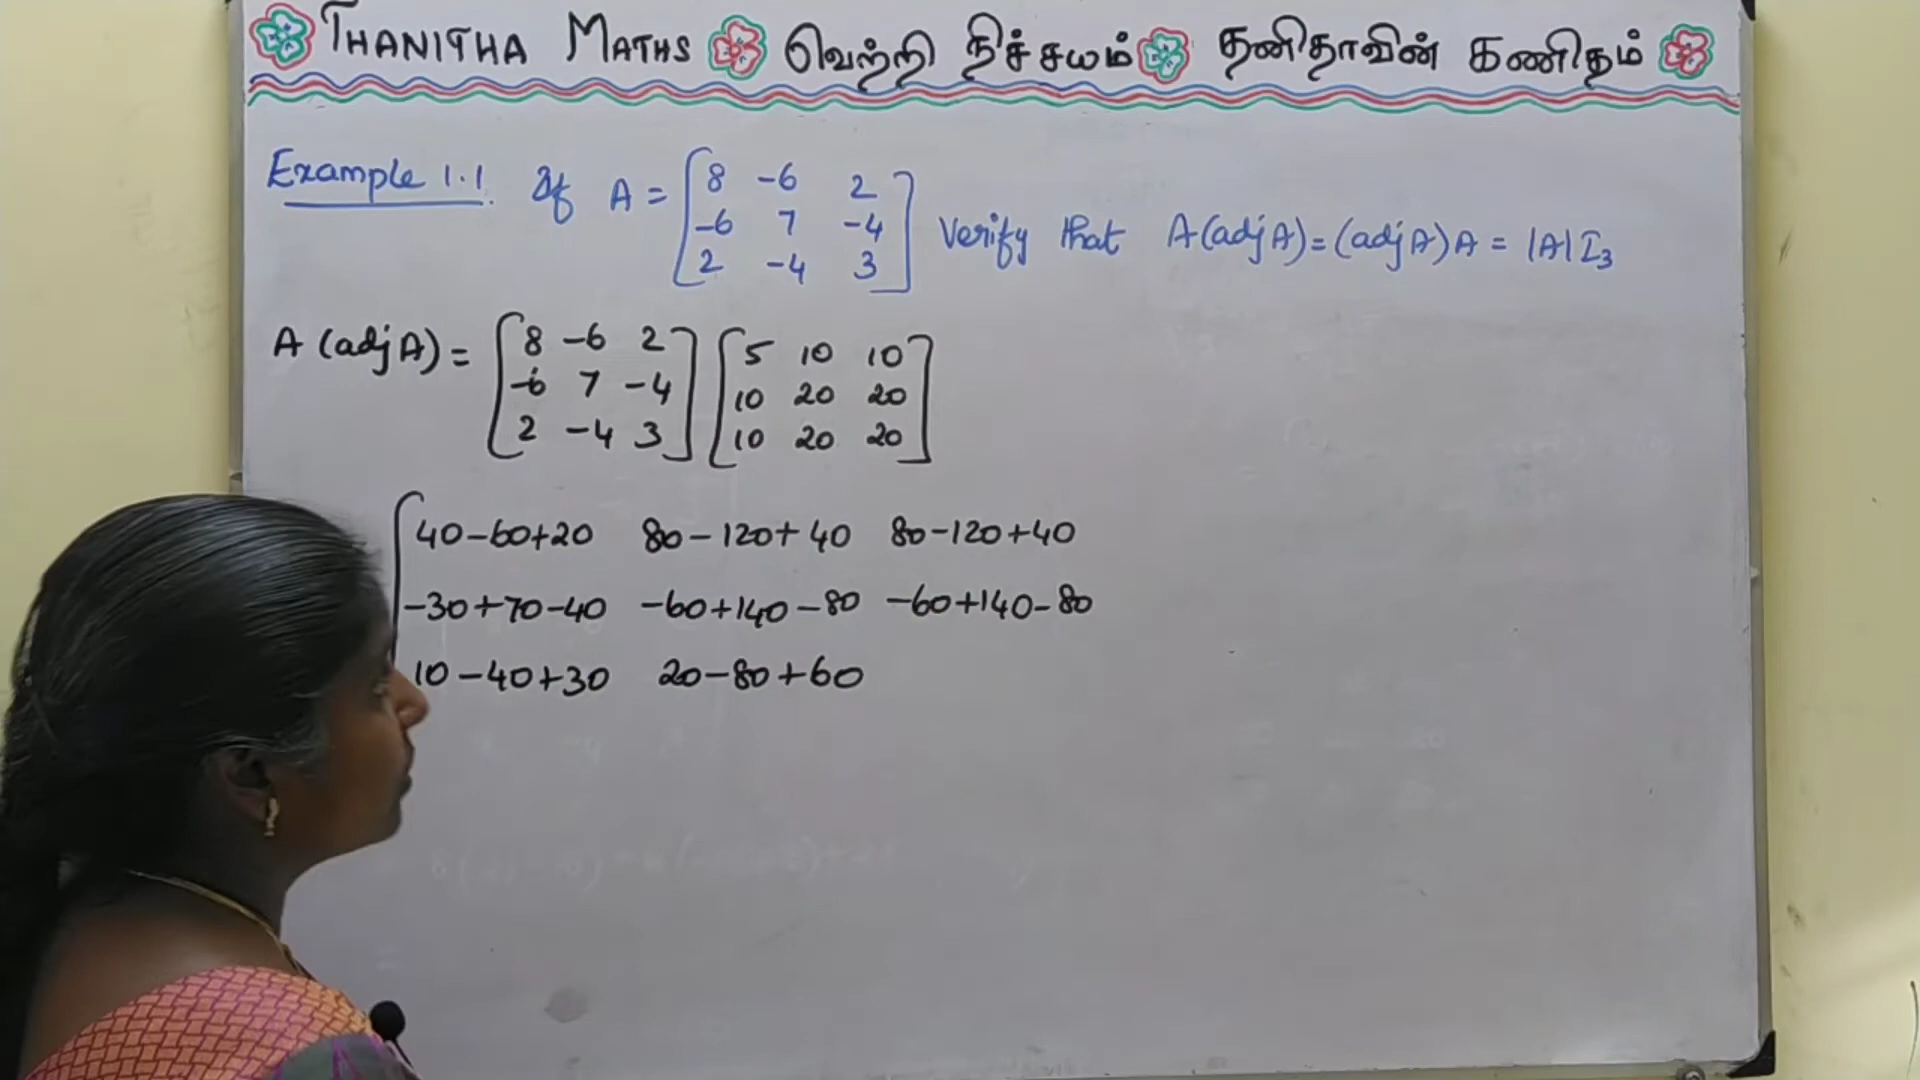 THANITHA MATHS வெற்றி நிச்சயம் தனிதாவின் கணிதம்
Example 1.1. If A = [8 -6 2
-6 7 -4
2 -4 3] Verify that A(adj A) = (adj A)A = |A| I₃
A (adj A) = [8 -6 2] [5 10 10]
[-6 7 -4] [10 20 20]
[2 -4 3] [10 20 20]
40-60+20 80-120+40 80-120+40
-30+70-40 -60+140-80 -60+140-80
10-40+30 20-80+60